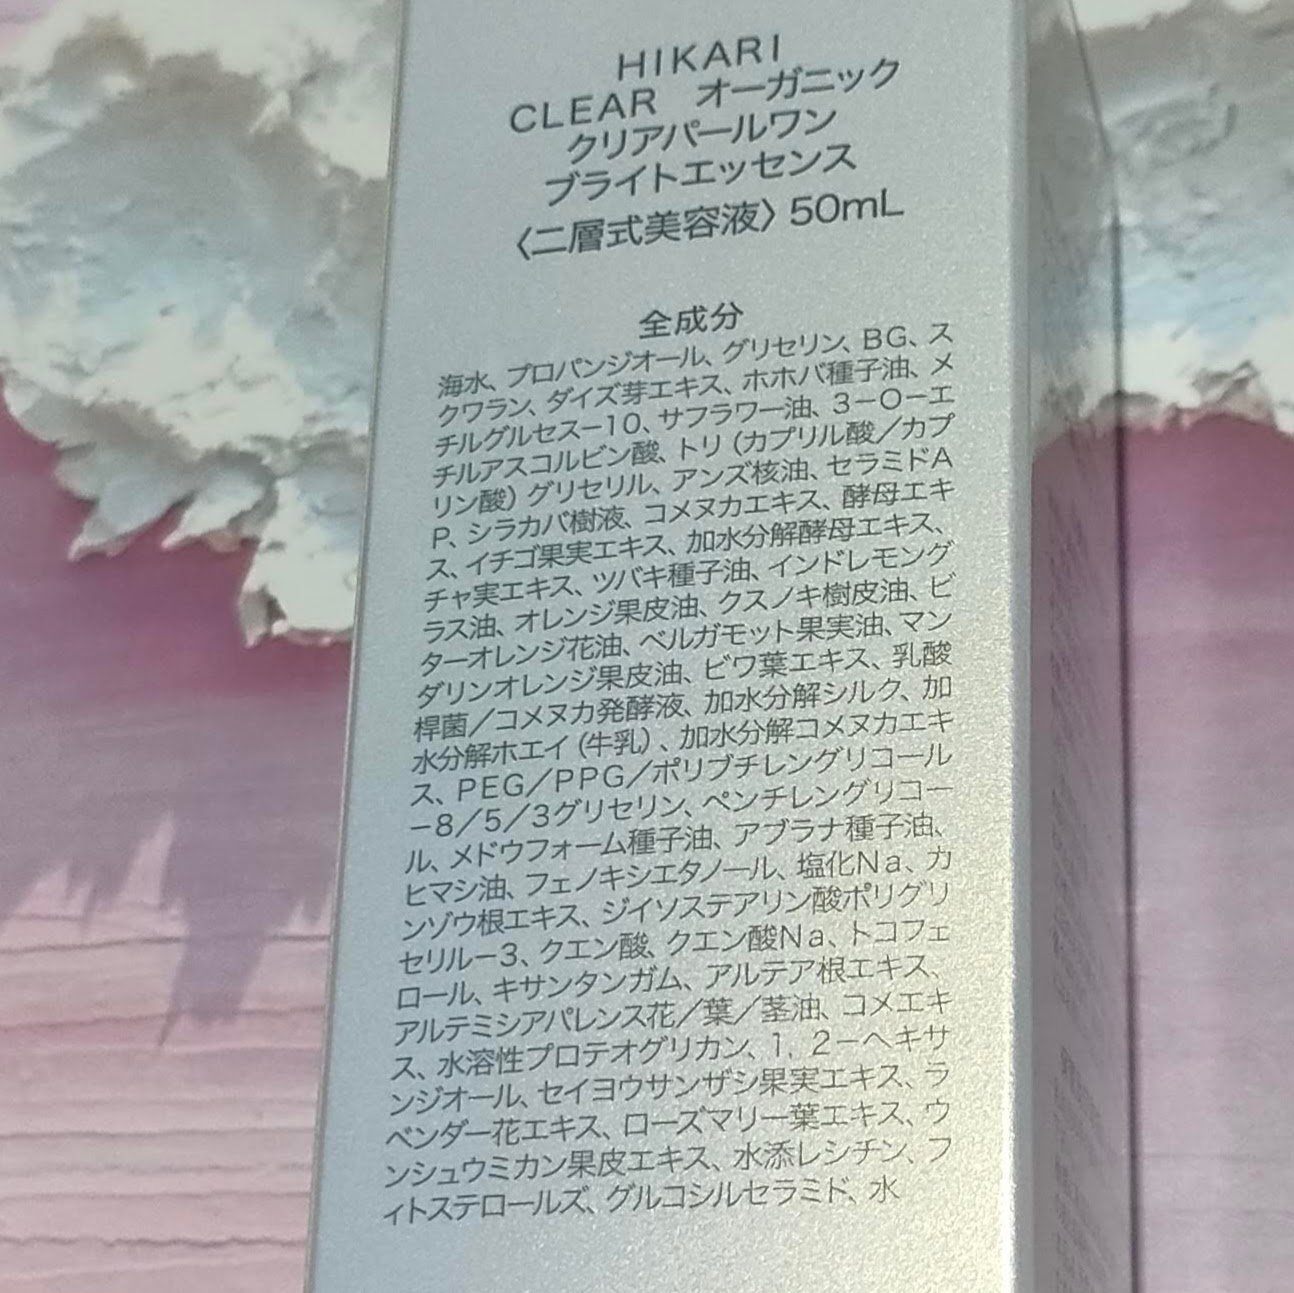 HIKARI
CLEAR オーガニック
クリアパールワン
ブライトエッセンス
〈二層式美容液〉50mL
全成分
海水、プロパンジオール、グリセリン、BG、ス
クワラン、ダイズ芽エキス、ホホバ種子油、メ
チルグルセス−10、サフラワー油、3−O−エ
チルアスコルビン酸、トリ(カプリル酸／カプ
リン酸)グリセリル、アンズ核油、セラミドA
P、シラカバ樹液、コメヌカエキス、酵母エキ
ス、イチゴ果実エキス、加水分解酵母エキス、
チャ実エキス、ツバキ種子油、インドレモング
ラス油、オレンジ果皮油、クスノキ樹皮油、ビ
ターオレンジ花油、ベルガモット果実油、マン
ダリンオレンジ果皮油、ビワ葉エキス、乳酸
桿菌／コメヌカ発酵液、加水分解シルク、加
水分解ホエイ(牛乳)、加水分解コメヌカエキ
ス、PEG／PPG／ポリブチレングリコール
−8／5／3グリセリン、ペンチレングリコー
ル、メドウフォーム種子油、アブラナ種子油、
ヒマシ油、フェノキシエタノール、塩化Na、カ
ンゾウ根エキス、ジイソステアリン酸ポリグリ
セリル−3、クエン酸、クエン酸Na、トコフェ
ロール、キサンタンガム、アルテア根エキス、
アルテミシアパレンス花／葉／茎油、コメエキ
ス、水溶性プロテオグリカン、1，2−ヘキサ
ンジオール、セイヨウサンザシ果実エキス、ラ
ベンダー花エキス、ローズマリー葉エキス、ウ
ンシュウミカン果皮エキス、水添レシチン、フ
ィトステロールズ、グルコシルセラミド、水